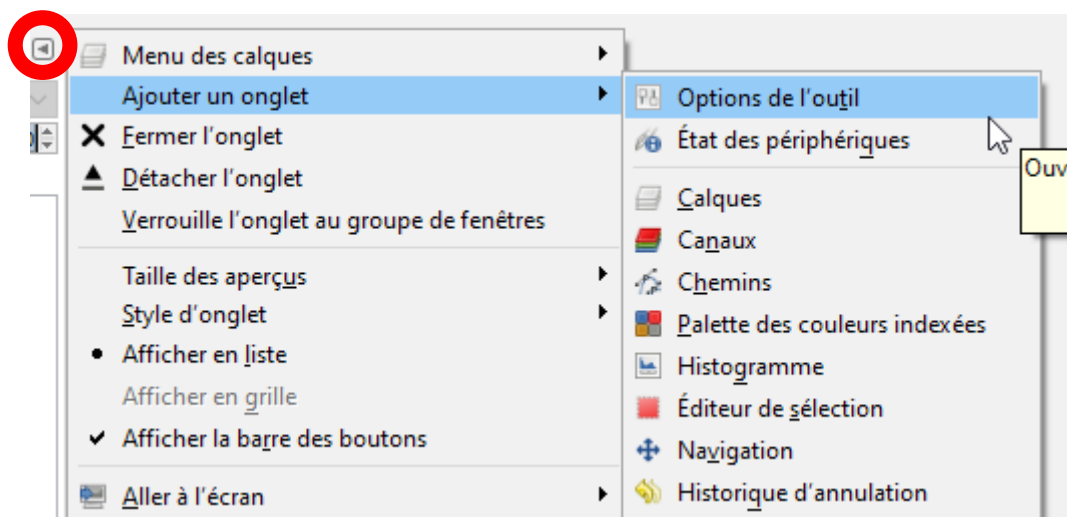 Menu des calques
Ajouter un onglet
Fermer l'onglet
Détacher l'onglet
Verrouille l'onglet au groupe de fenêtres
Taille des aperçus
Style d'onglet
Afficher en liste
Afficher en grille
Afficher la barre des boutons
Aller à l'écran
Options de l'outil
État des périphériques
Ouv
Calques
Canaux
Chemins
Palette des couleurs indexées
Histogramme
Éditeur de sélection
Navigation
Historique d'annulation